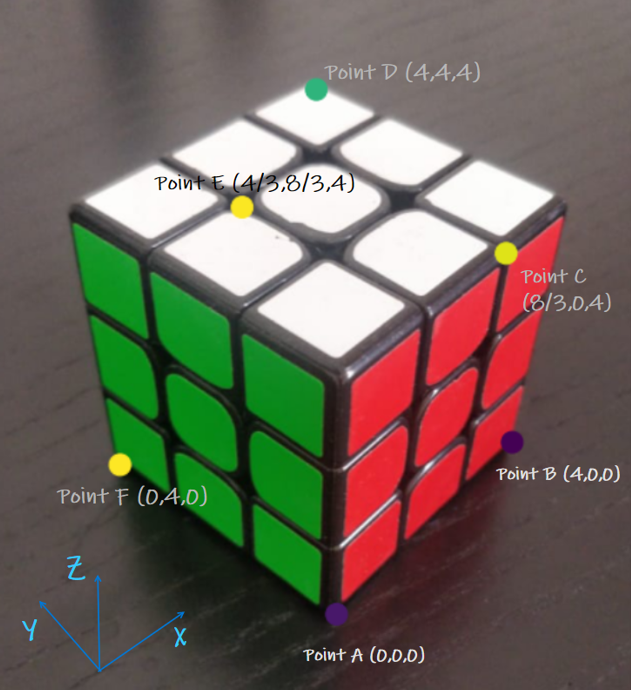 Point D (4,4,4)
Point E (4/3,8/3,4)
Point C
(8/3,0,4)
Point B (4,0,0)
Point F (0,4,0)
Z
Y
X
Point A (0,0,0)